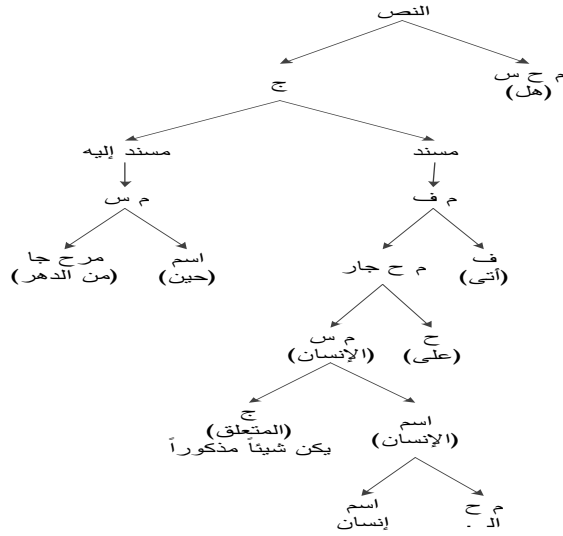 النص
م ح س
(هل)
ج
مسند
مسند إليه
م ف
م س
ف
(أتى)
م ح جار
اسم
(حين)
مرح جا
(من الدهر)
ح
(على)
م س
(الإنسان)
اسم
(الإنسان)
ج
(المتعلق)
يكن شيئاً مذكوراً
م ح
اسم
إنسان